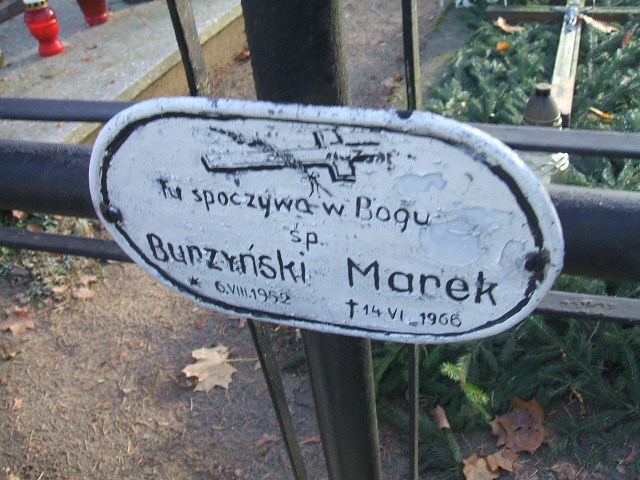 Tu spoczywa w Bogu
śp.
Burzyński Marek
* 6.VIII.1952 † 14 VI. 1966